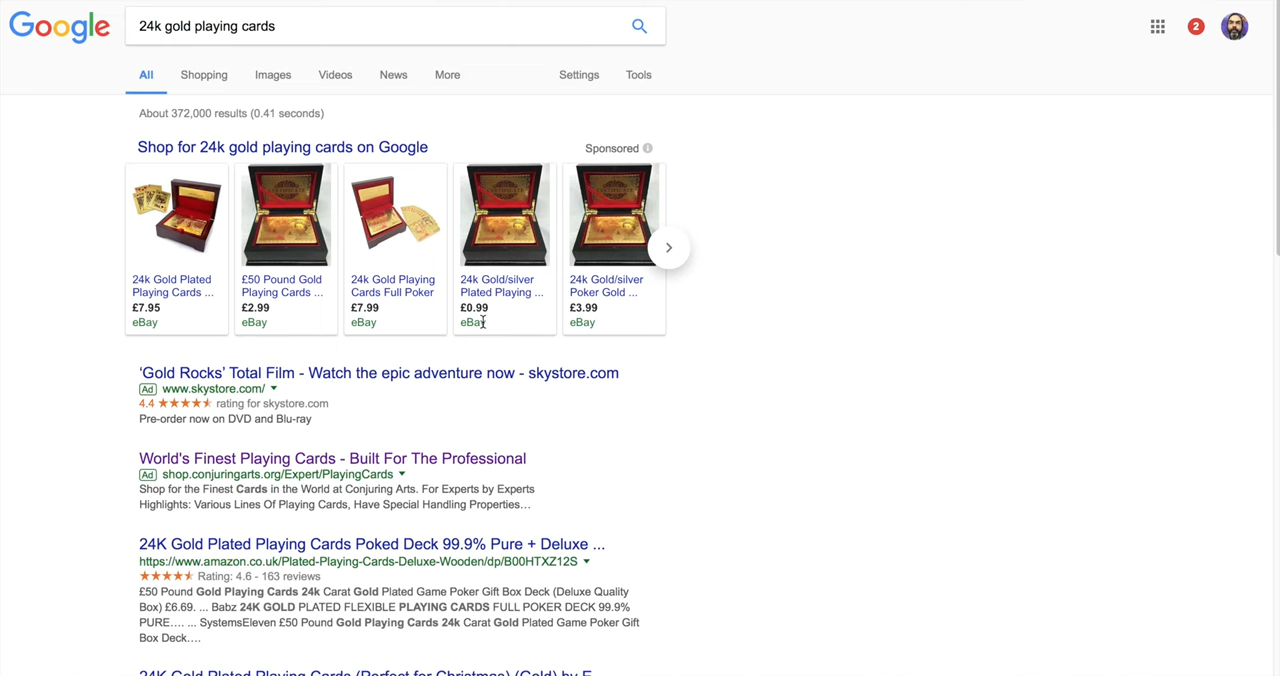 Google
24k gold playing cards
2
All Shopping Images Videos News More Settings Tools
About 372,000 results (0.41 seconds)
Shop for 24k gold playing cards on Google
Sponsored
24k Gold Plated
Playing Cards ...
£7.95
eBay
£50 Pound Gold
Playing Cards ...
£2.99
eBay
24k Gold Playing
Cards Full Poker
£7.99
eBay
24k Gold/silver
Plated Playing ...
£0.99
eBay
24k Gold/silver
Poker Gold ...
£3.99
eBay
‘Gold Rocks’ Total Film - Watch the epic adventure now - skystore.com
Ad www.skystore.com/
4.4 rating for skystore.com
Pre-order now on DVD and Blu-ray
World's Finest Playing Cards - Built For The Professional
Ad shop.conjuringarts.org/Expert/PlayingCards
Shop for the Finest Cards in the World at Conjuring Arts. For Experts by Experts
Highlights: Various Lines Of Playing Cards, Have Special Handling Properties…
24K Gold Plated Playing Cards Poked Deck 99.9% Pure + Deluxe ...
https://www.amazon.co.uk/Plated-Playing-Cards-Deluxe-Wooden/dp/B00HTXZ12S
Rating: 4.6 - 163 reviews
£50 Pound Gold Playing Cards 24k Carat Gold Plated Game Poker Gift Box Deck (Deluxe Quality
Box) £6.69. ... Babz 24K GOLD PLATED FLEXIBLE PLAYING CARDS FULL POKER DECK 99.9%
PURE.... ... SystemsEleven £50 Pound Gold Playing Cards 24k Carat Gold Plated Game Poker Gift
Box Deck....
24K Gold Plated Playing Cards (Perfect for Christmas) (Gold) by E